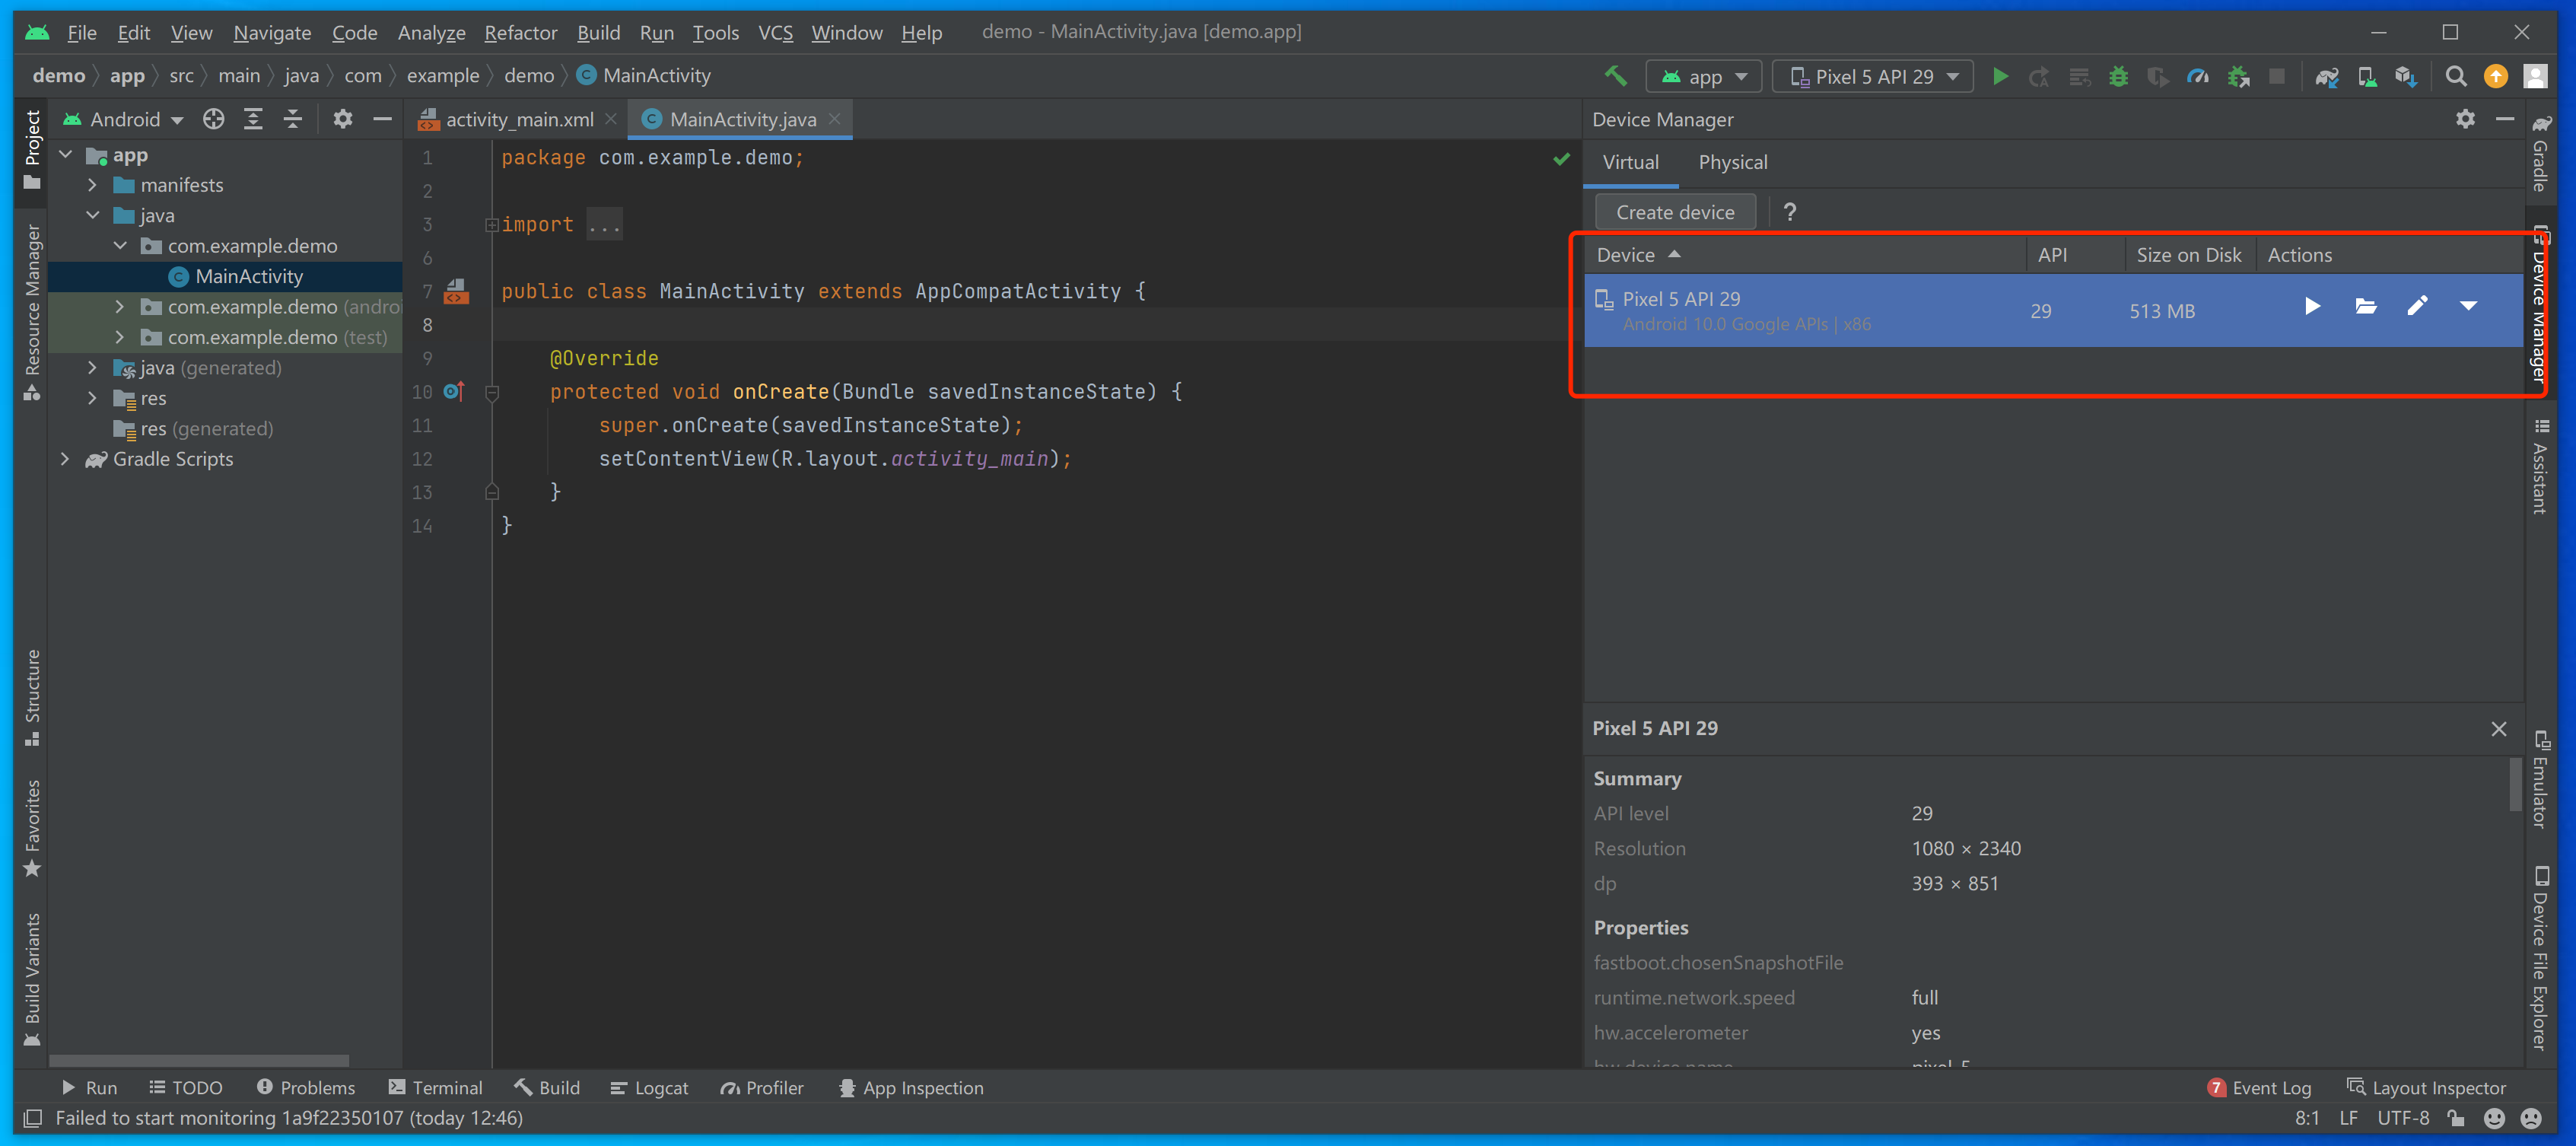 File Edit View Navigate Code Analyze Refactor Build Run Tools VCS Window Help demo - MainActivity.java [demo.app]
demo app src main java com example demo MainActivity app Pixel 5 API 29
Project
Resource Manager
Structure
Favorites
Build Variants
Android
app
manifests
java
com.example.demo
MainActivity
com.example.demo (andro
com.example.demo (test)
java (generated)
res
res (generated)
Gradle Scripts
activity_main.xml MainActivity.java
1 package com.example.demo;
2
3 import ...
6
7 public class MainActivity extends AppCompatActivity {
8
9 @Override
10 protected void onCreate(Bundle savedInstanceState) {
11 super.onCreate(savedInstanceState);
12 setContentView(R.layout.activity_main);
13 }
14 }
Device Manager
Virtual Physical
Create device ?
Device API Size on Disk Actions
Pixel 5 API 29 29 513 MB
Android 10.0 Google APIs | x86
Pixel 5 API 29
Summary
API level 29
Resolution 1080 × 2340
dp 393 × 851
Properties
fastboot.chosenSnapshotFile
runtime.network.speed full
hw.accelerometer yes
hw.device.name pixel_5
Gradle
Device Manager
Assistant
Emulator
Device File Explorer
Run TODO Problems Terminal Build Logcat Profiler App Inspection 7 Event Log Layout Inspector
Failed to start monitoring 1a9f22350107 (today 12:46) 8:1 LF UTF-8